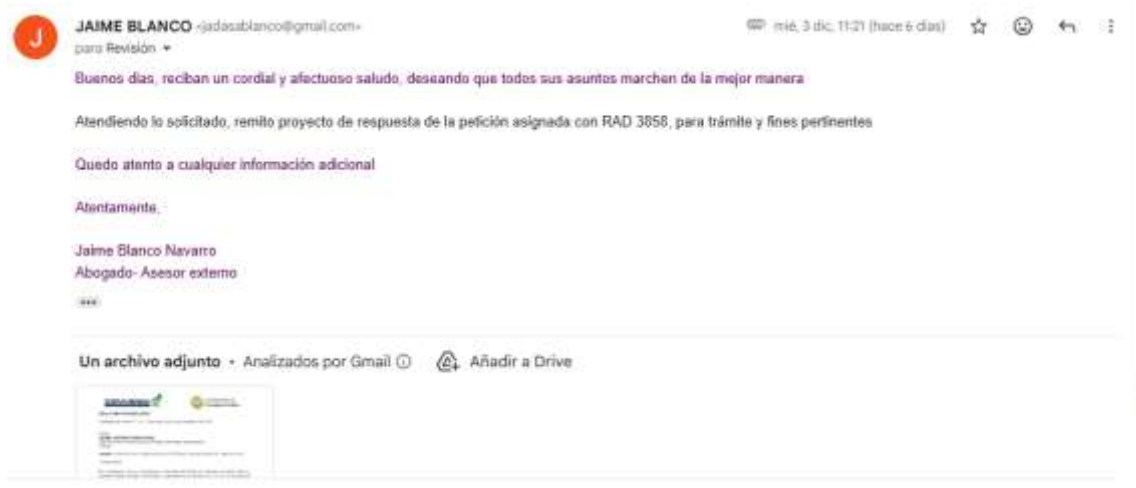 J
JAIME BLANCO <jadasablanco@gmail.com>
mié, 3 dic, 11:21 (hace 6 días)
para Revisión
Buenos dias, reciban un cordial y afectuoso saludo, deseando que todos sus asuntos marchen de la mejor manera
Atendiendo lo solicitado, remito proyecto de respuesta de la petición asignada con RAD 3858, para trámite y fines pertinentes
Quedo atento a cualquier información adicional
Atentamente,
Jaime Blanco Navarro
Abogado- Asesor externo
Un archivo adjunto • Analizados por Gmail
Añadir a Drive